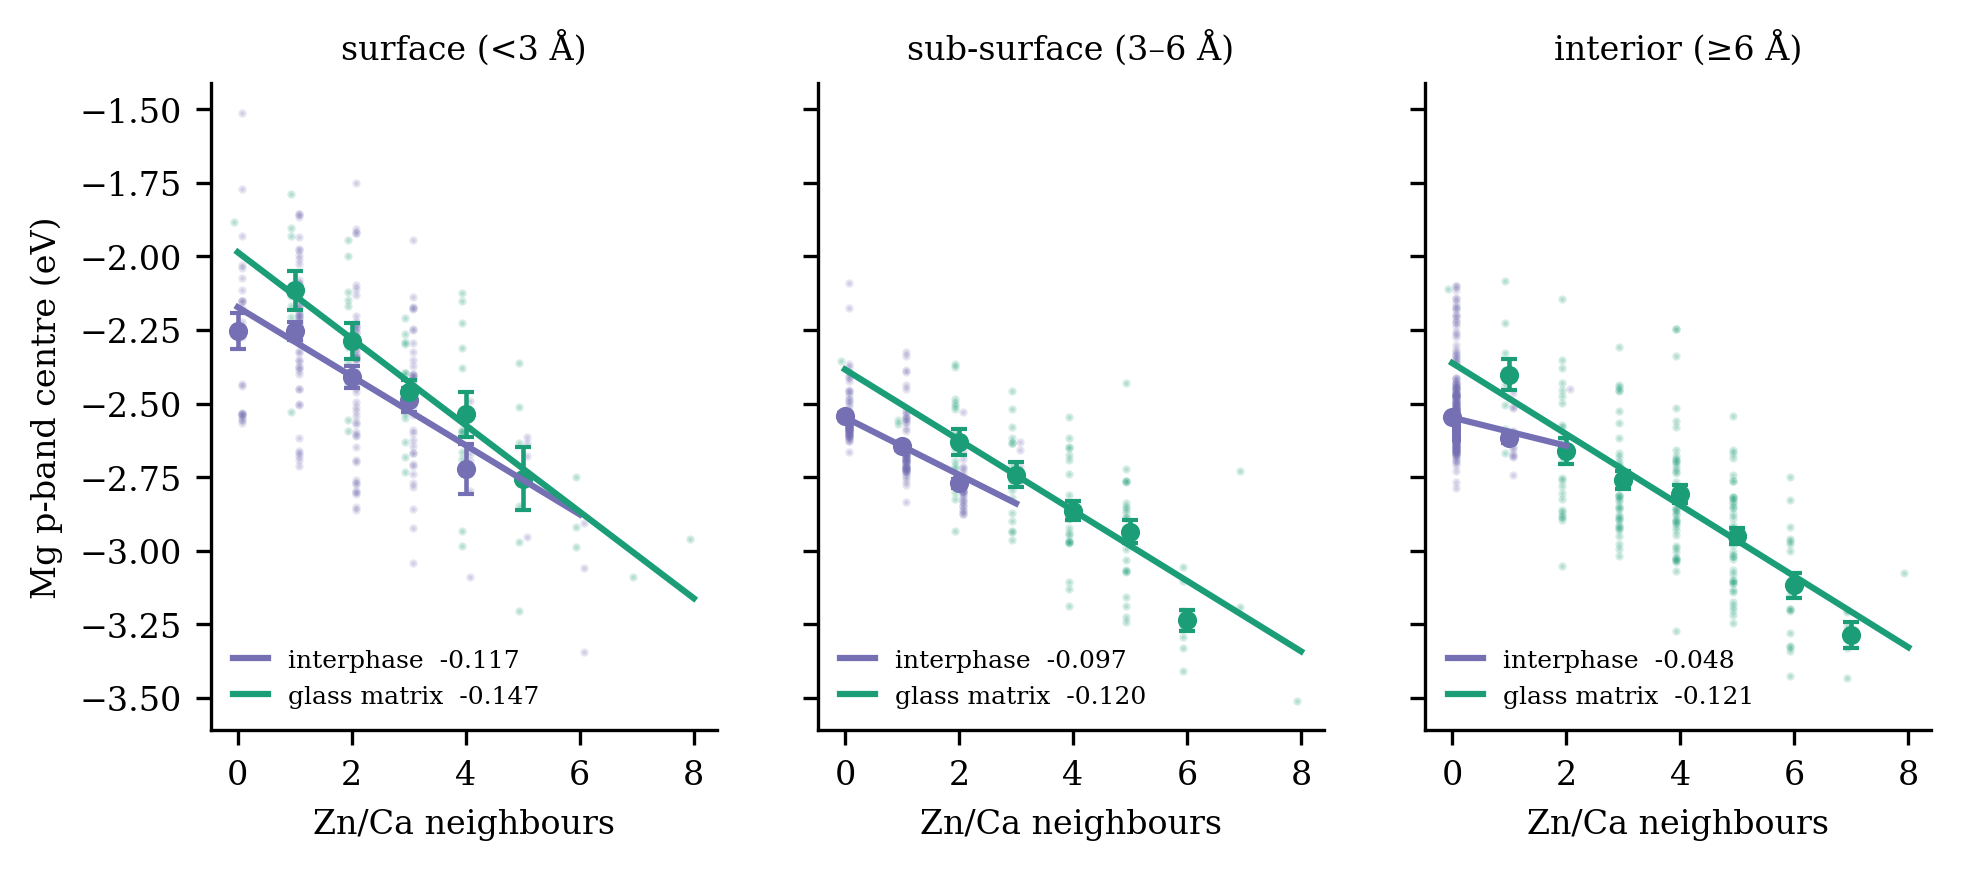 surface (<3 Å)
sub-surface (3–6 Å)
interior (≥6 Å)
Mg p-band centre (eV)
−1.50
−1.75
−2.00
−2.25
−2.50
−2.75
−3.00
−3.25
−3.50
interphase -0.117
glass matrix -0.147
interphase -0.097
glass matrix -0.120
interphase -0.048
glass matrix -0.121
0 2 4 6 8
0 2 4 6 8
0 2 4 6 8
Zn/Ca neighbours
Zn/Ca neighbours
Zn/Ca neighbours